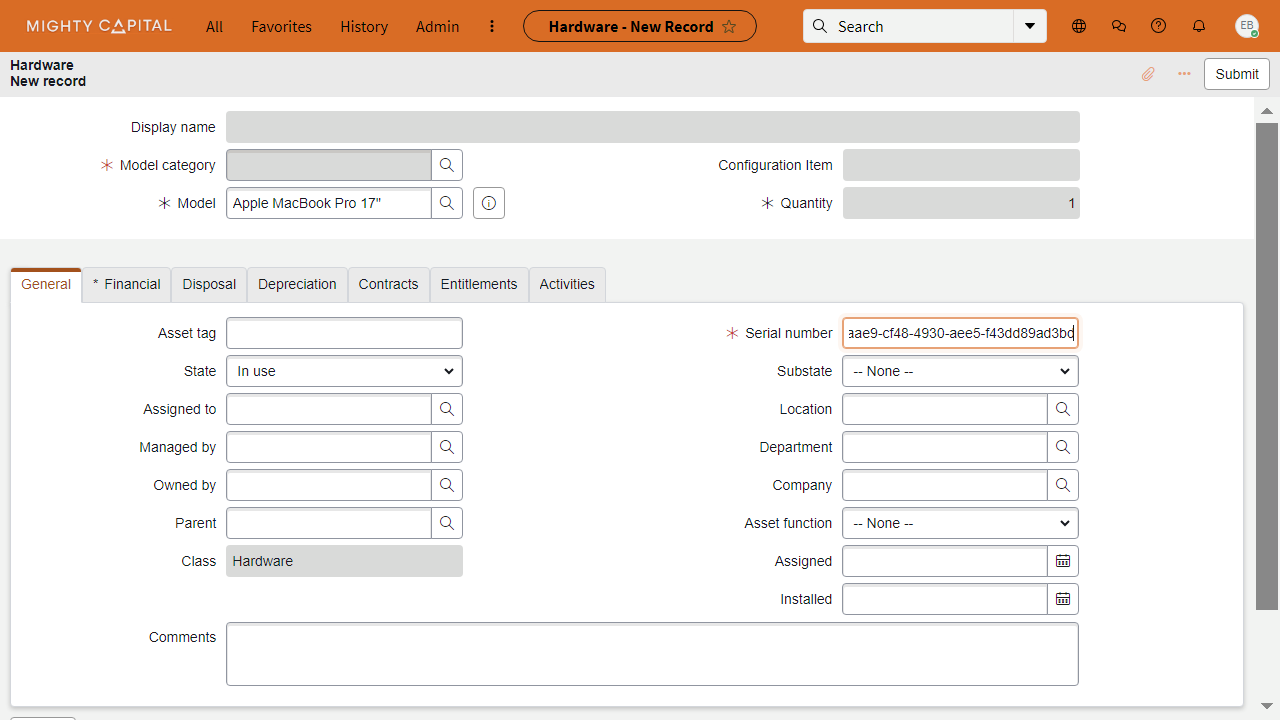 MIGHTY CAPITAL
All
Favorites
History
Admin
Hardware - New Record
Search
EB
Hardware
New record
Submit
Display name
Model category
Configuration Item
Model
Apple MacBook Pro 17"
Quantity
1
General
* Financial
Disposal
Depreciation
Contracts
Entitlements
Activities
Asset tag
Serial number
aae9-cf48-4930-aee5-f43dd89ad3bd
State
In use
Substate
-- None --
Assigned to
Location
Managed by
Department
Owned by
Company
Parent
Asset function
-- None --
Class
Hardware
Assigned
Installed
Comments